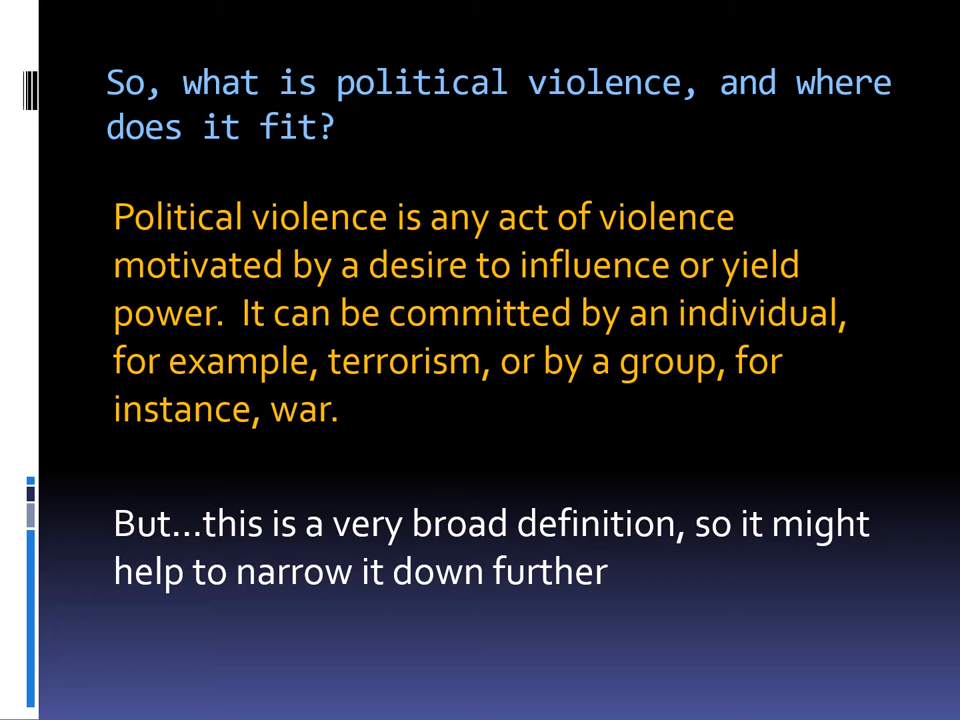 So, what is political violence, and where
does it fit?
Political violence is any act of violence
motivated by a desire to influence or yield
power.  It can be committed by an individual,
for example, terrorism, or by a group, for
instance, war.
But…this is a very broad definition, so it might
help to narrow it down further